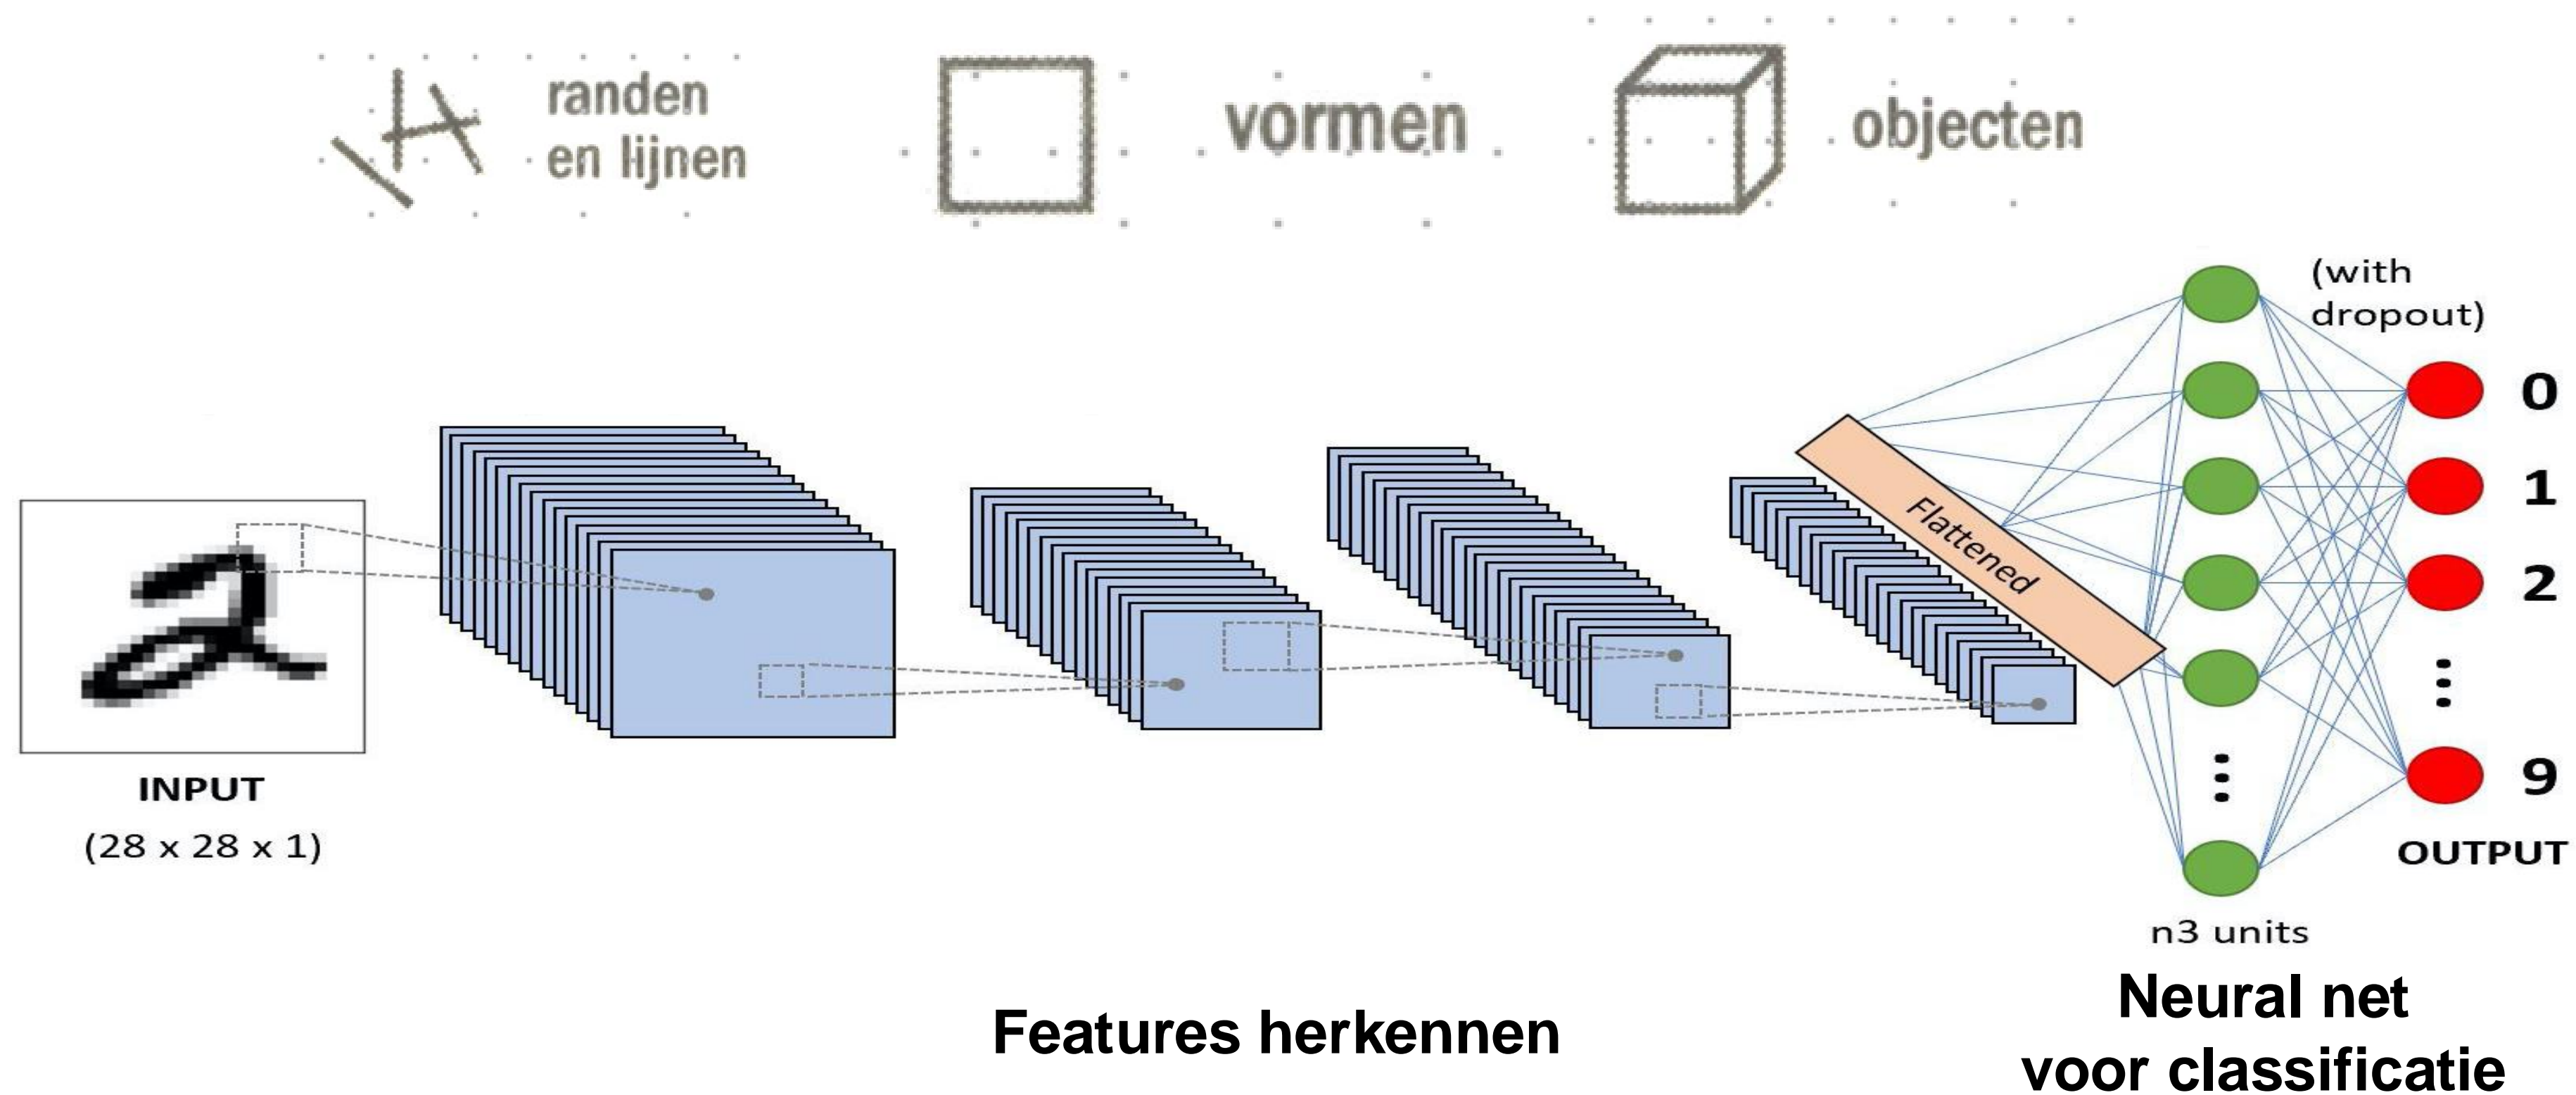 randen
en lijnen
vormen
objecten
(with
dropout)
0
1
2
9
Flattened
INPUT
(28 x 28 x 1)
OUTPUT
n3 units
Features herkennen
Neural net
voor classificatie